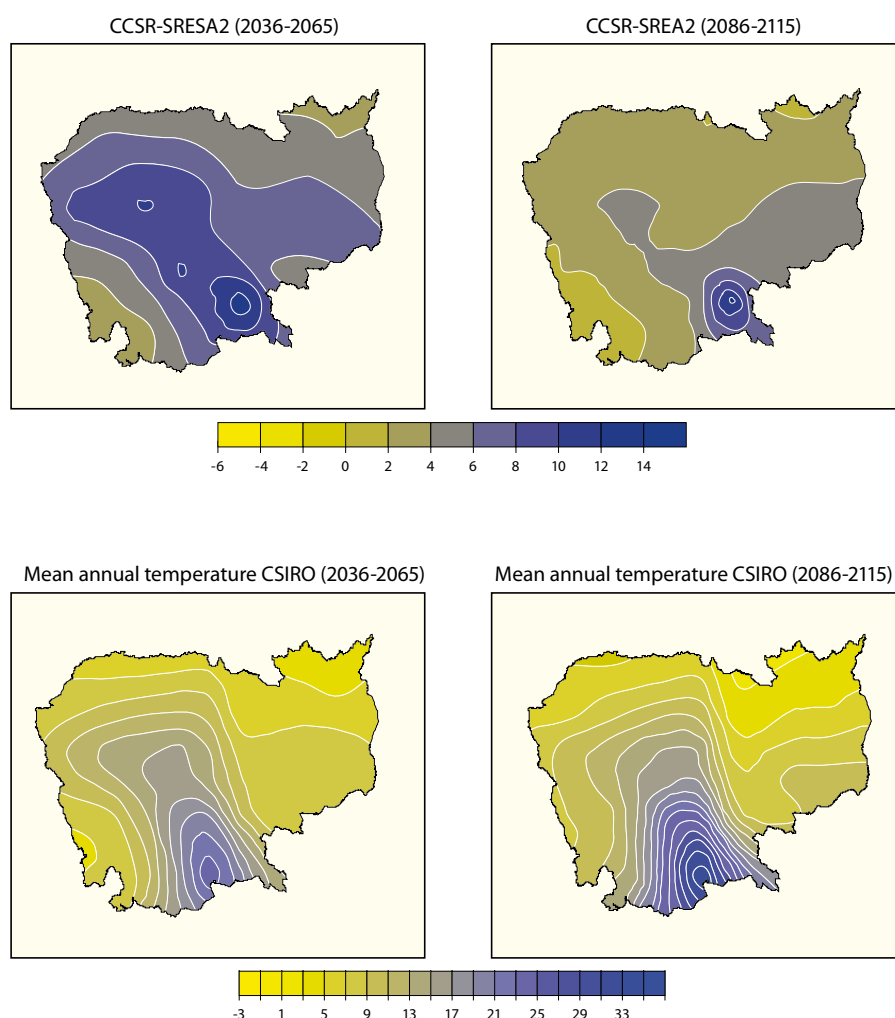 CCSR-SRESA2 (2036-2065) CCSR-SREA2 (2086-2115)
-6 -4 -2 0 2 4 6 8 10 12 14
Mean annual temperature CSIRO (2036-2065) Mean annual temperature CSIRO (2086-2115)
-3 1 5 9 13 17 21 25 29 33